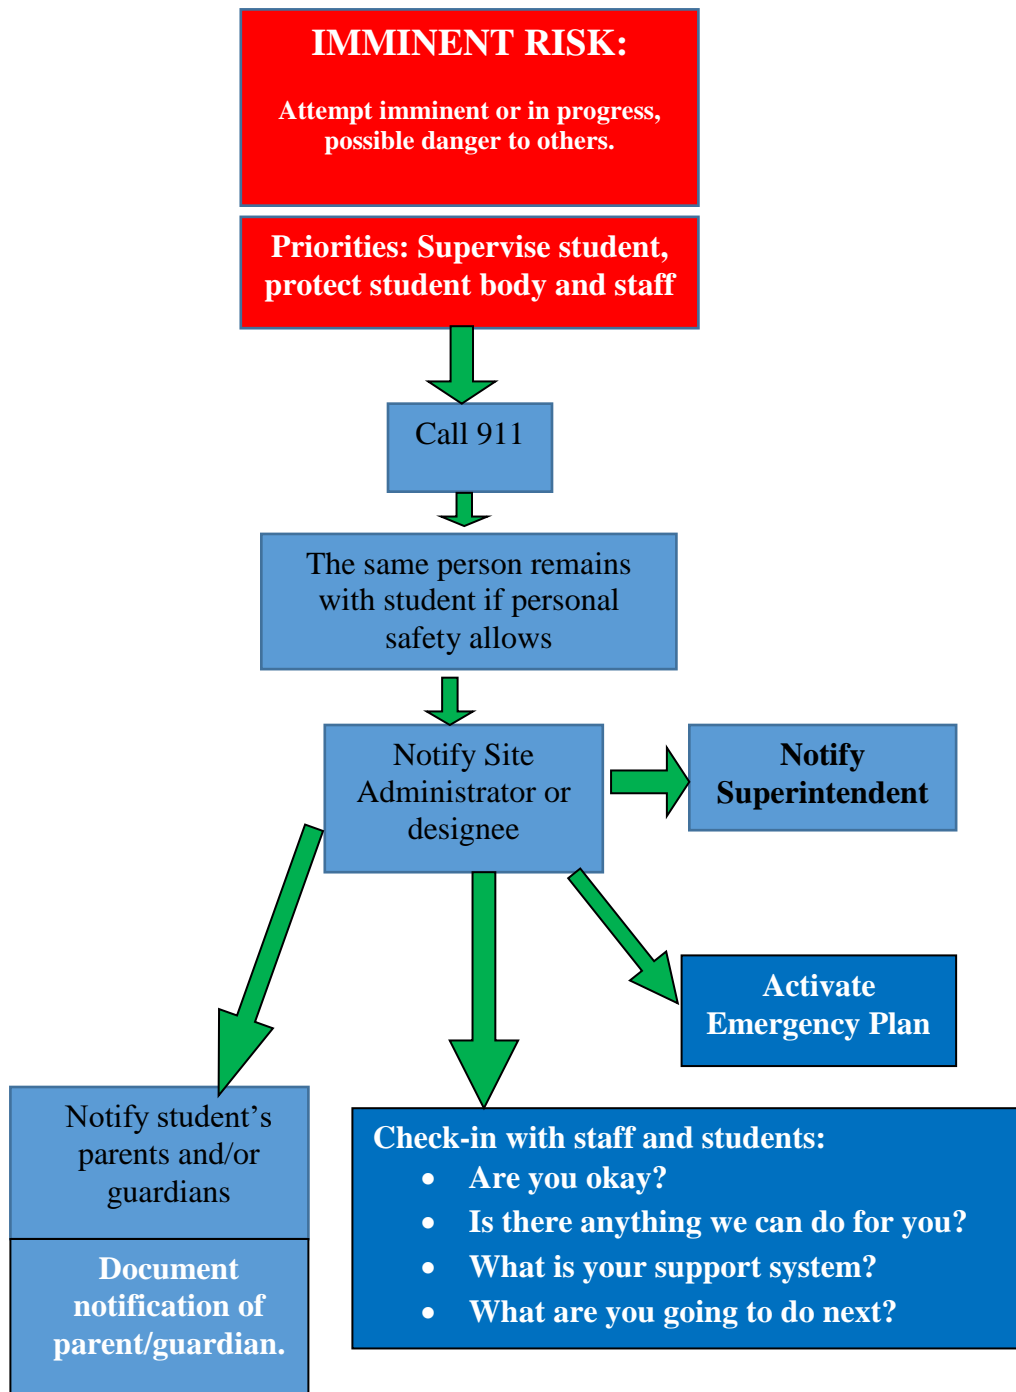 IMMINENT RISK:
Attempt imminent or in progress,
possible danger to others.
Priorities: Supervise student,
protect student body and staff
Call 911
The same person remains
with student if personal
safety allows
Notify Site
Administrator or
designee
Notify
Superintendent
Activate
Emergency Plan
Notify student’s
parents and/or
guardians
Document
notification of
parent/guardian.
Check-in with staff and students:
• Are you okay?
• Is there anything we can do for you?
• What is your support system?
• What are you going to do next?